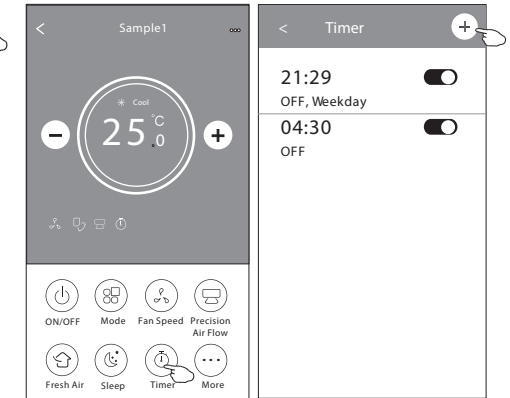 Sample1
Cool
25.0°C
ON/OFF
Mode
Fan Speed
Precision
Air Flow
Fresh Air
Sleep
Timer
More
Timer
21:29
OFF, Weekday
04:30
OFF